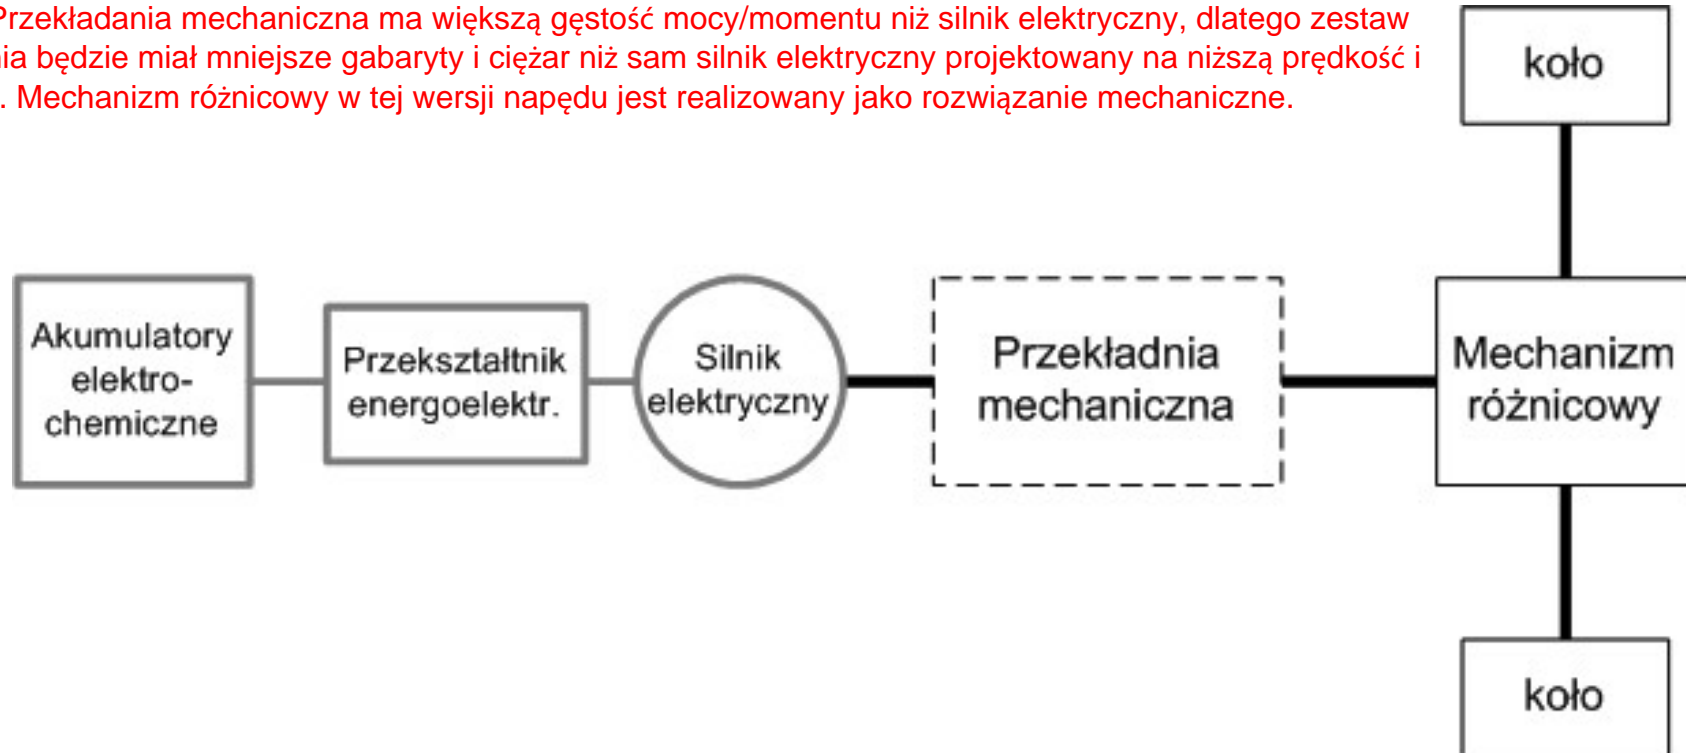 Przekładania mechaniczna ma większą gęstość mocy/momentu niż silnik elektryczny, dlatego zestaw
nia będzie miał mniejsze gabaryty i ciężar niż sam silnik elektryczny projektowany na niższą prędkość i
. Mechanizm różnicowy w tej wersji napędu jest realizowany jako rozwiązanie mechaniczne.
koło
Akumulatory
elektro-
chemiczne
Przekształtnik
energoelektr.
Silnik
elektryczny
Przekładnia
mechaniczna
Mechanizm
różnicowy
koło